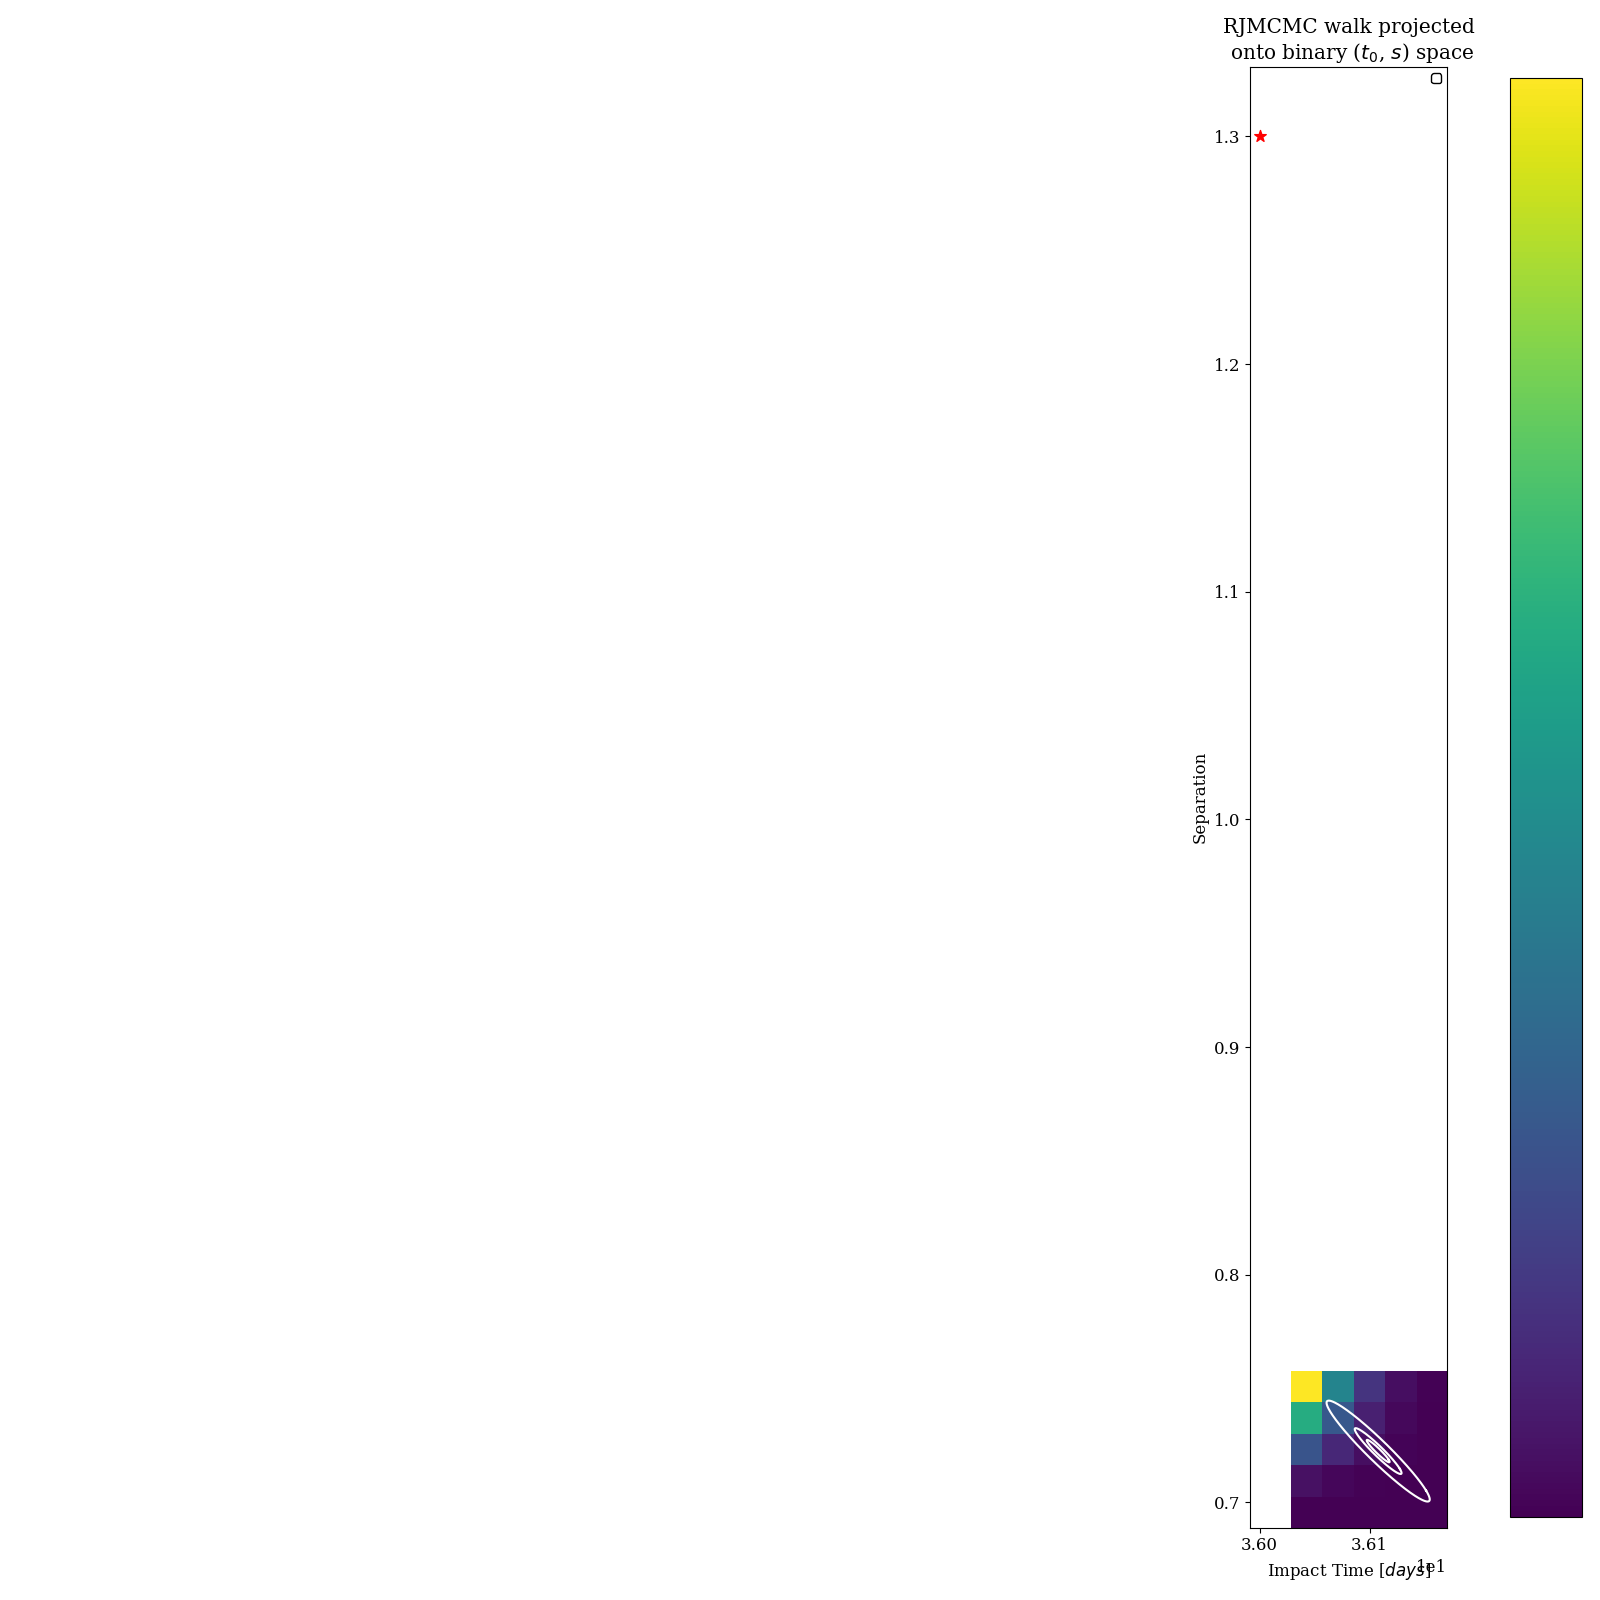 RJMCMC walk projected
onto binary (t₀, s) space
1.3
1.2
1.1
1.0
0.9
0.8
0.7
Separation
3.60 3.61
1e1
Impact Time [days]